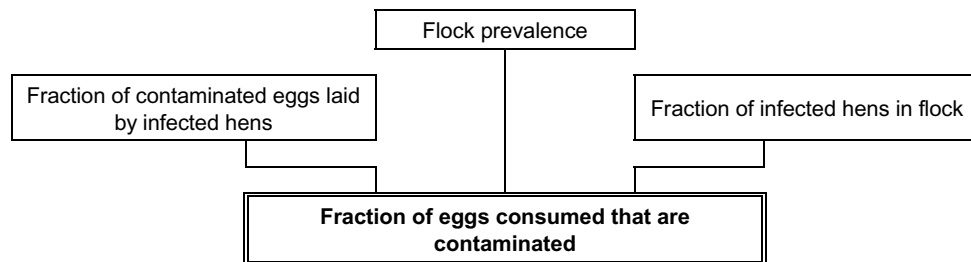 Flock prevalence
Fraction of contaminated eggs laid
by infected hens
Fraction of infected hens in flock
Fraction of eggs consumed that are
contaminated